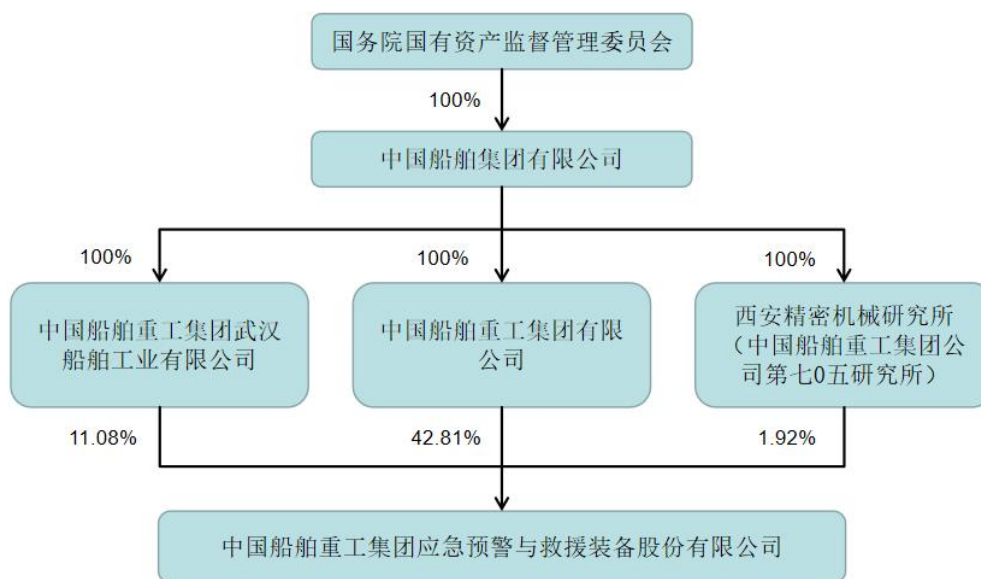 国务院国有资产监督管理委员会
100%
中国船舶集团有限公司
100%
100%
100%
中国船舶重工集团武汉
船舶工业有限公司
中国船舶重工集团有限
公司
西安精密机械研究所
（中国船舶重工集团公
司第七0五研究所）
11.08%
42.81%
1.92%
中国船舶重工集团应急预警与救援装备股份有限公司